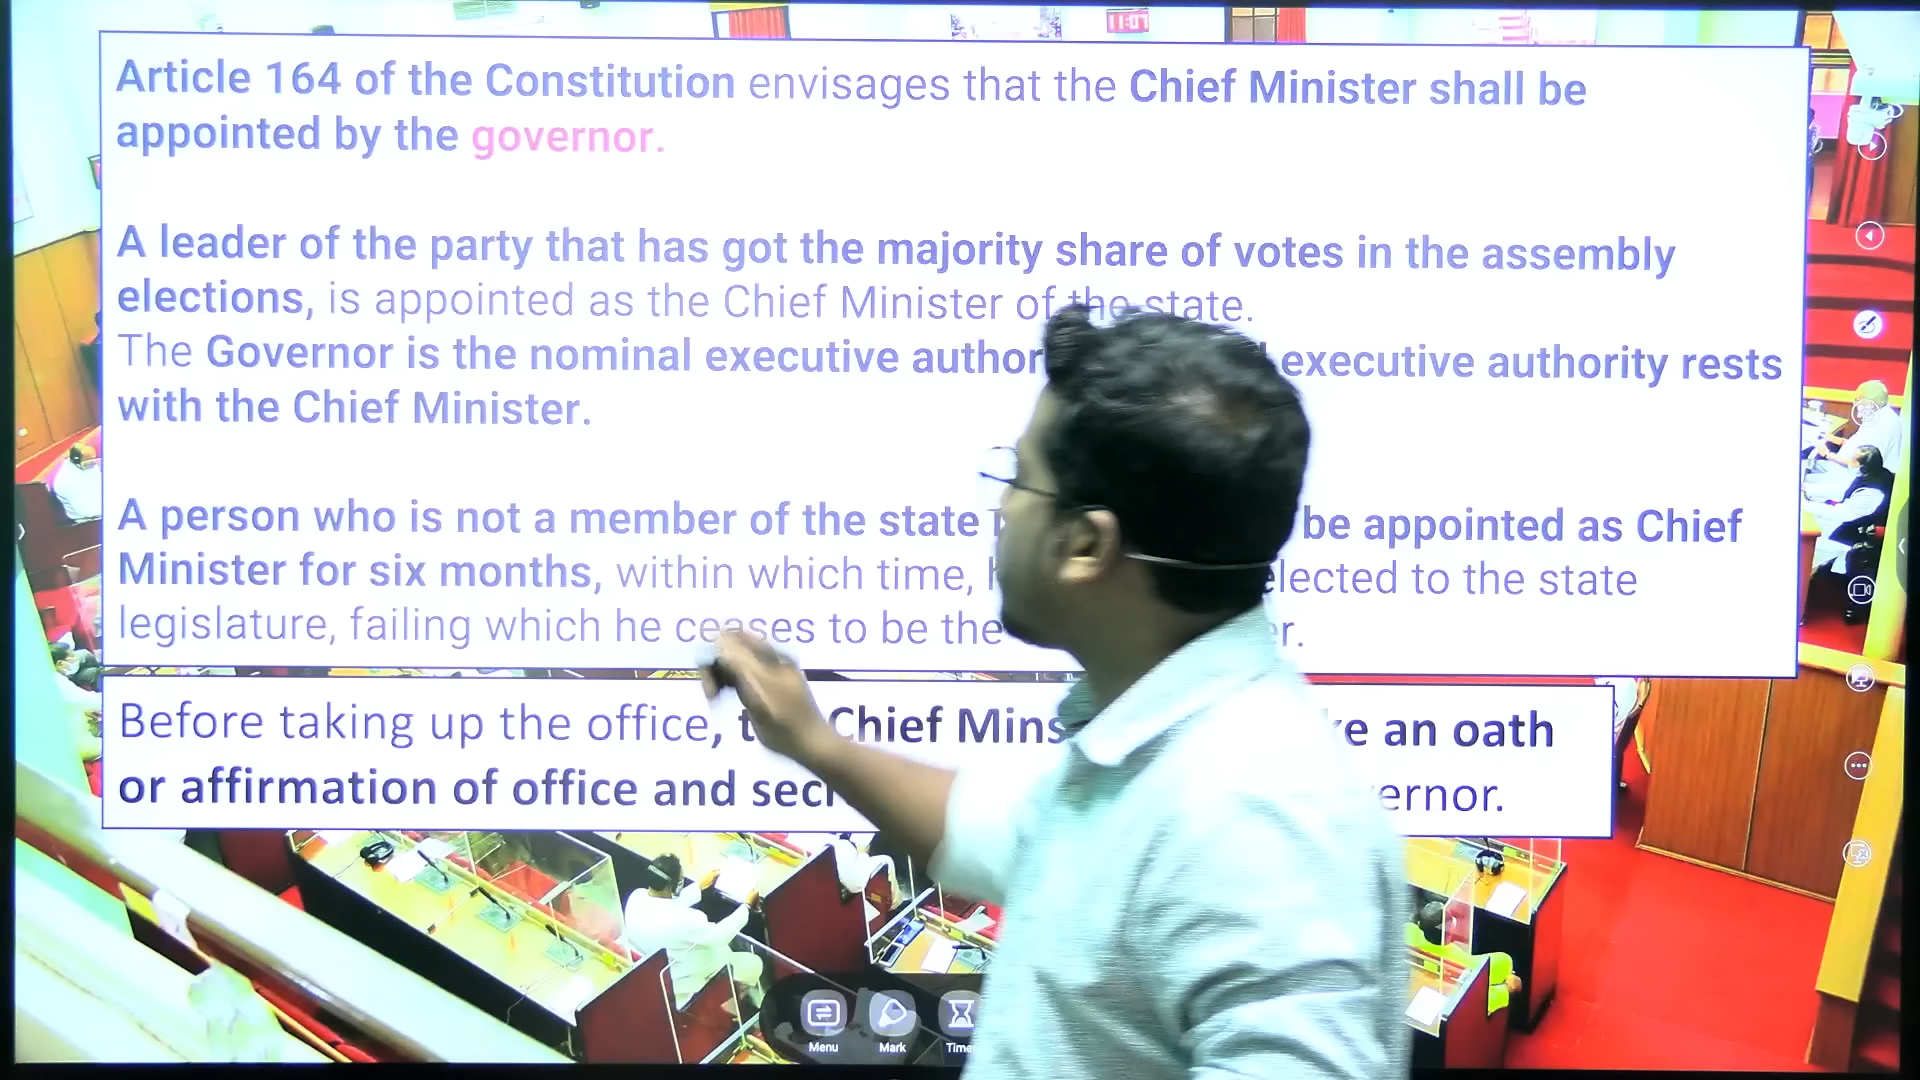 11:07
Article 164 of the Constitution envisages that the Chief Minister shall be
appointed by the governor.
A leader of the party that has got the majority share of votes in the assembly
elections, is appointed as the Chief Minister of the state.
The Governor is the nominal executive author executive authority rests
with the Chief Minister.
A person who is not a member of the state be appointed as Chief
Minister for six months, within which time, elected to the state
legislature, failing which he ceases to be the
Before taking up the office, Chief Mins an oath
or affirmation of office and ernor.
Menu Mark Time